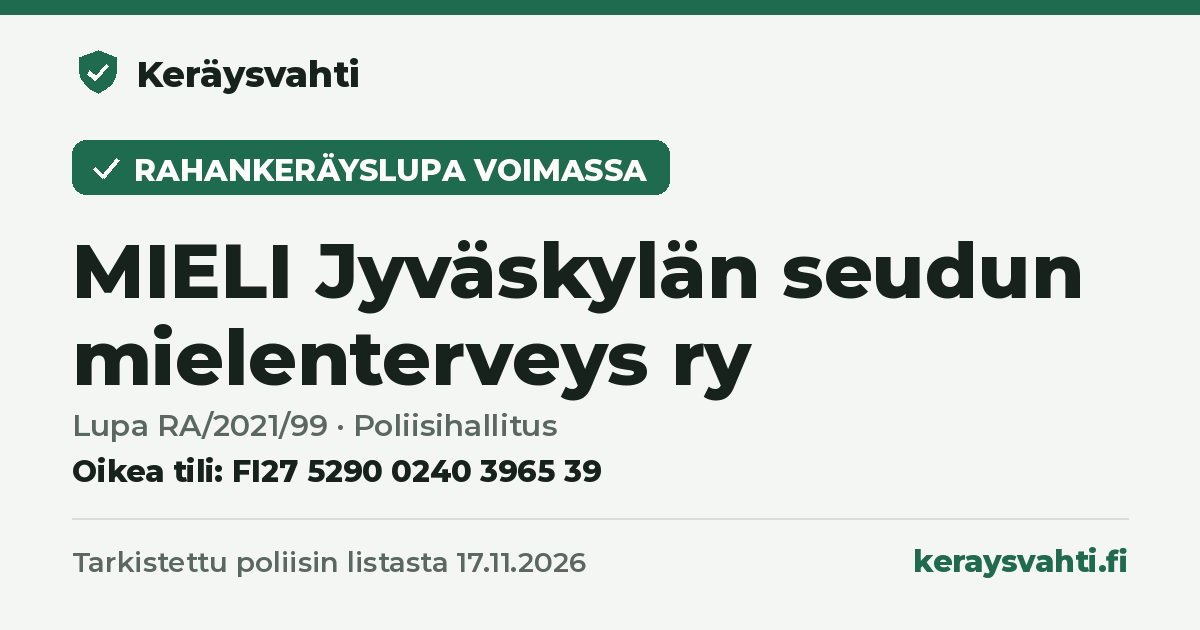 Keräysvahti
RAHANKERÄYSLUPA VOIMASSA
MIELI Jyväskylän seudun
mielenterveys ry
Lupa RA/2021/99 · Poliisihallitus
Oikea tili: FI27 5290 0240 3965 39
Tarkistettu poliisin listasta 17.11.2026
keraysvahti.fi